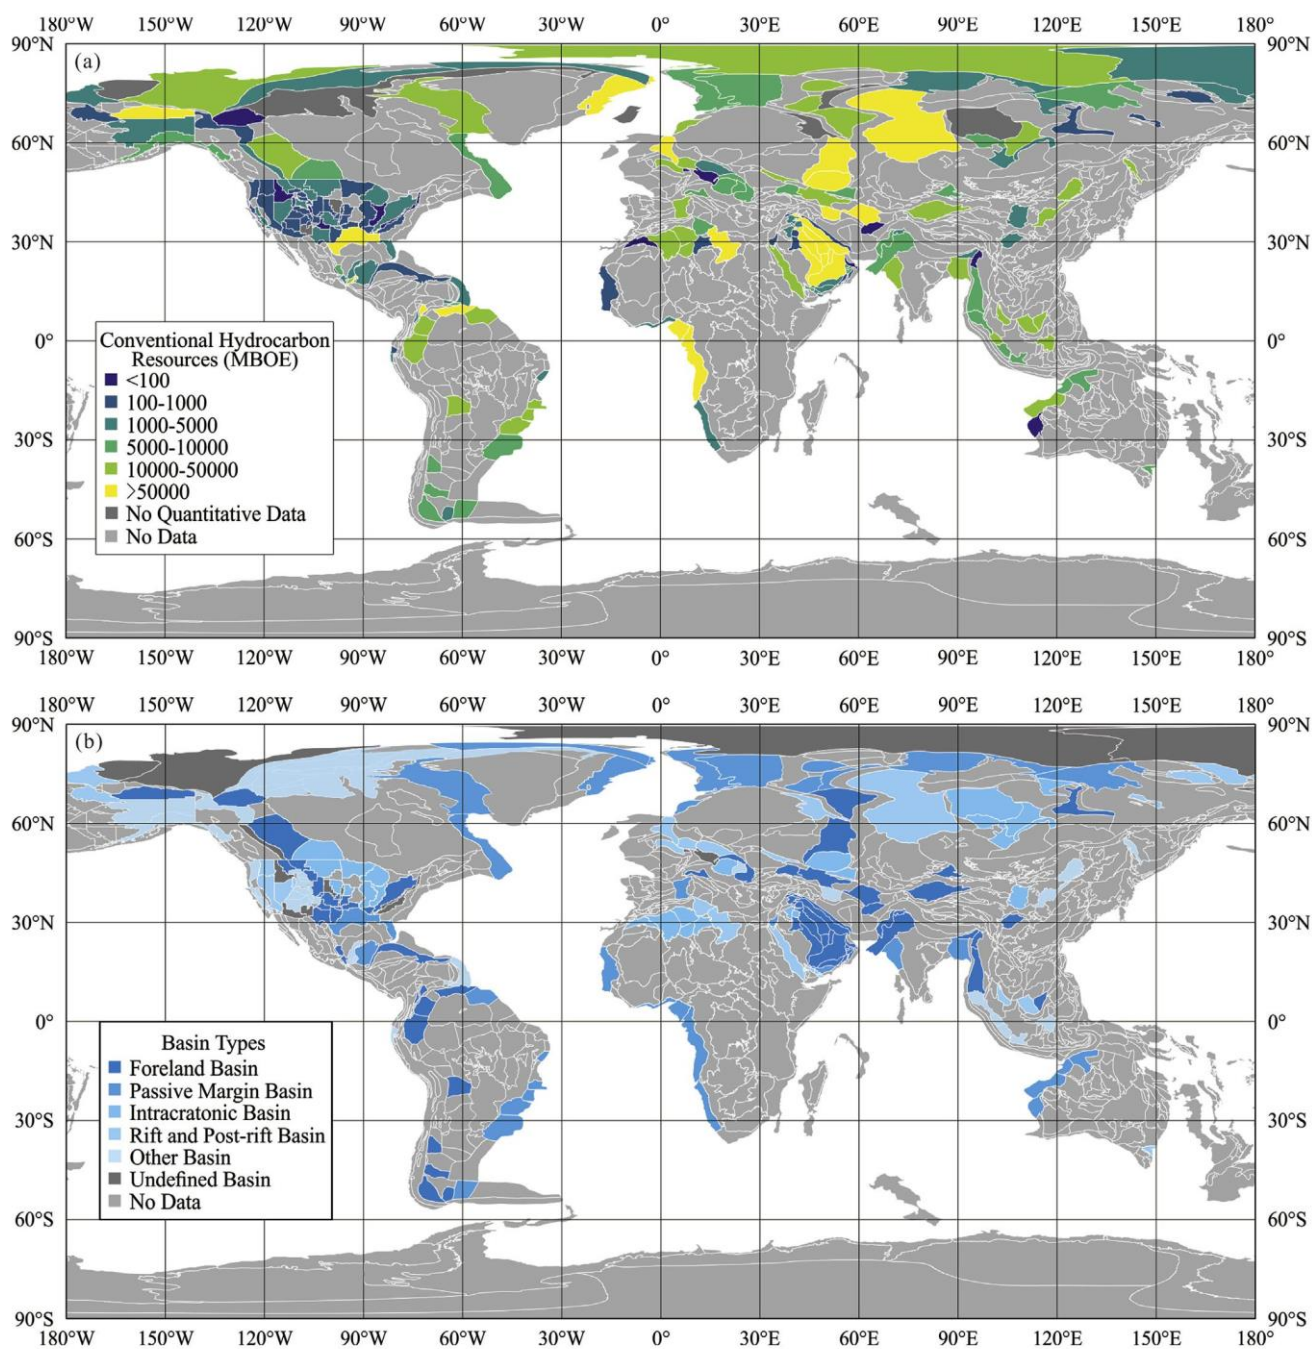 180°W 150°W 120°W 90°W 60°W 30°W 0° 30°E 60°E 90°E 120°E 150°E 180°
90°N 90°N
(a)
60°N 60°N
30°N 30°N
0° 0°
30°S 30°S
60°S 60°S
90°S 90°S
Conventional Hydrocarbon
Resources (MBOE)
<100
100-1000
1000-5000
5000-10000
10000-50000
>50000
No Quantitative Data
No Data
180°W 150°W 120°W 90°W 60°W 30°W 0° 30°E 60°E 90°E 120°E 150°E 180°
180°W 150°W 120°W 90°W 60°W 30°W 0° 30°E 60°E 90°E 120°E 150°E 180°
90°N 90°N
(b)
60°N 60°N
30°N 30°N
0° 0°
30°S 30°S
60°S 60°S
90°S 90°S
Basin Types
Foreland Basin
Passive Margin Basin
Intracratonic Basin
Rift and Post-rift Basin
Other Basin
Undefined Basin
No Data
180°W 150°W 120°W 90°W 60°W 30°W 0° 30°E 60°E 90°E 120°E 150°E 180°